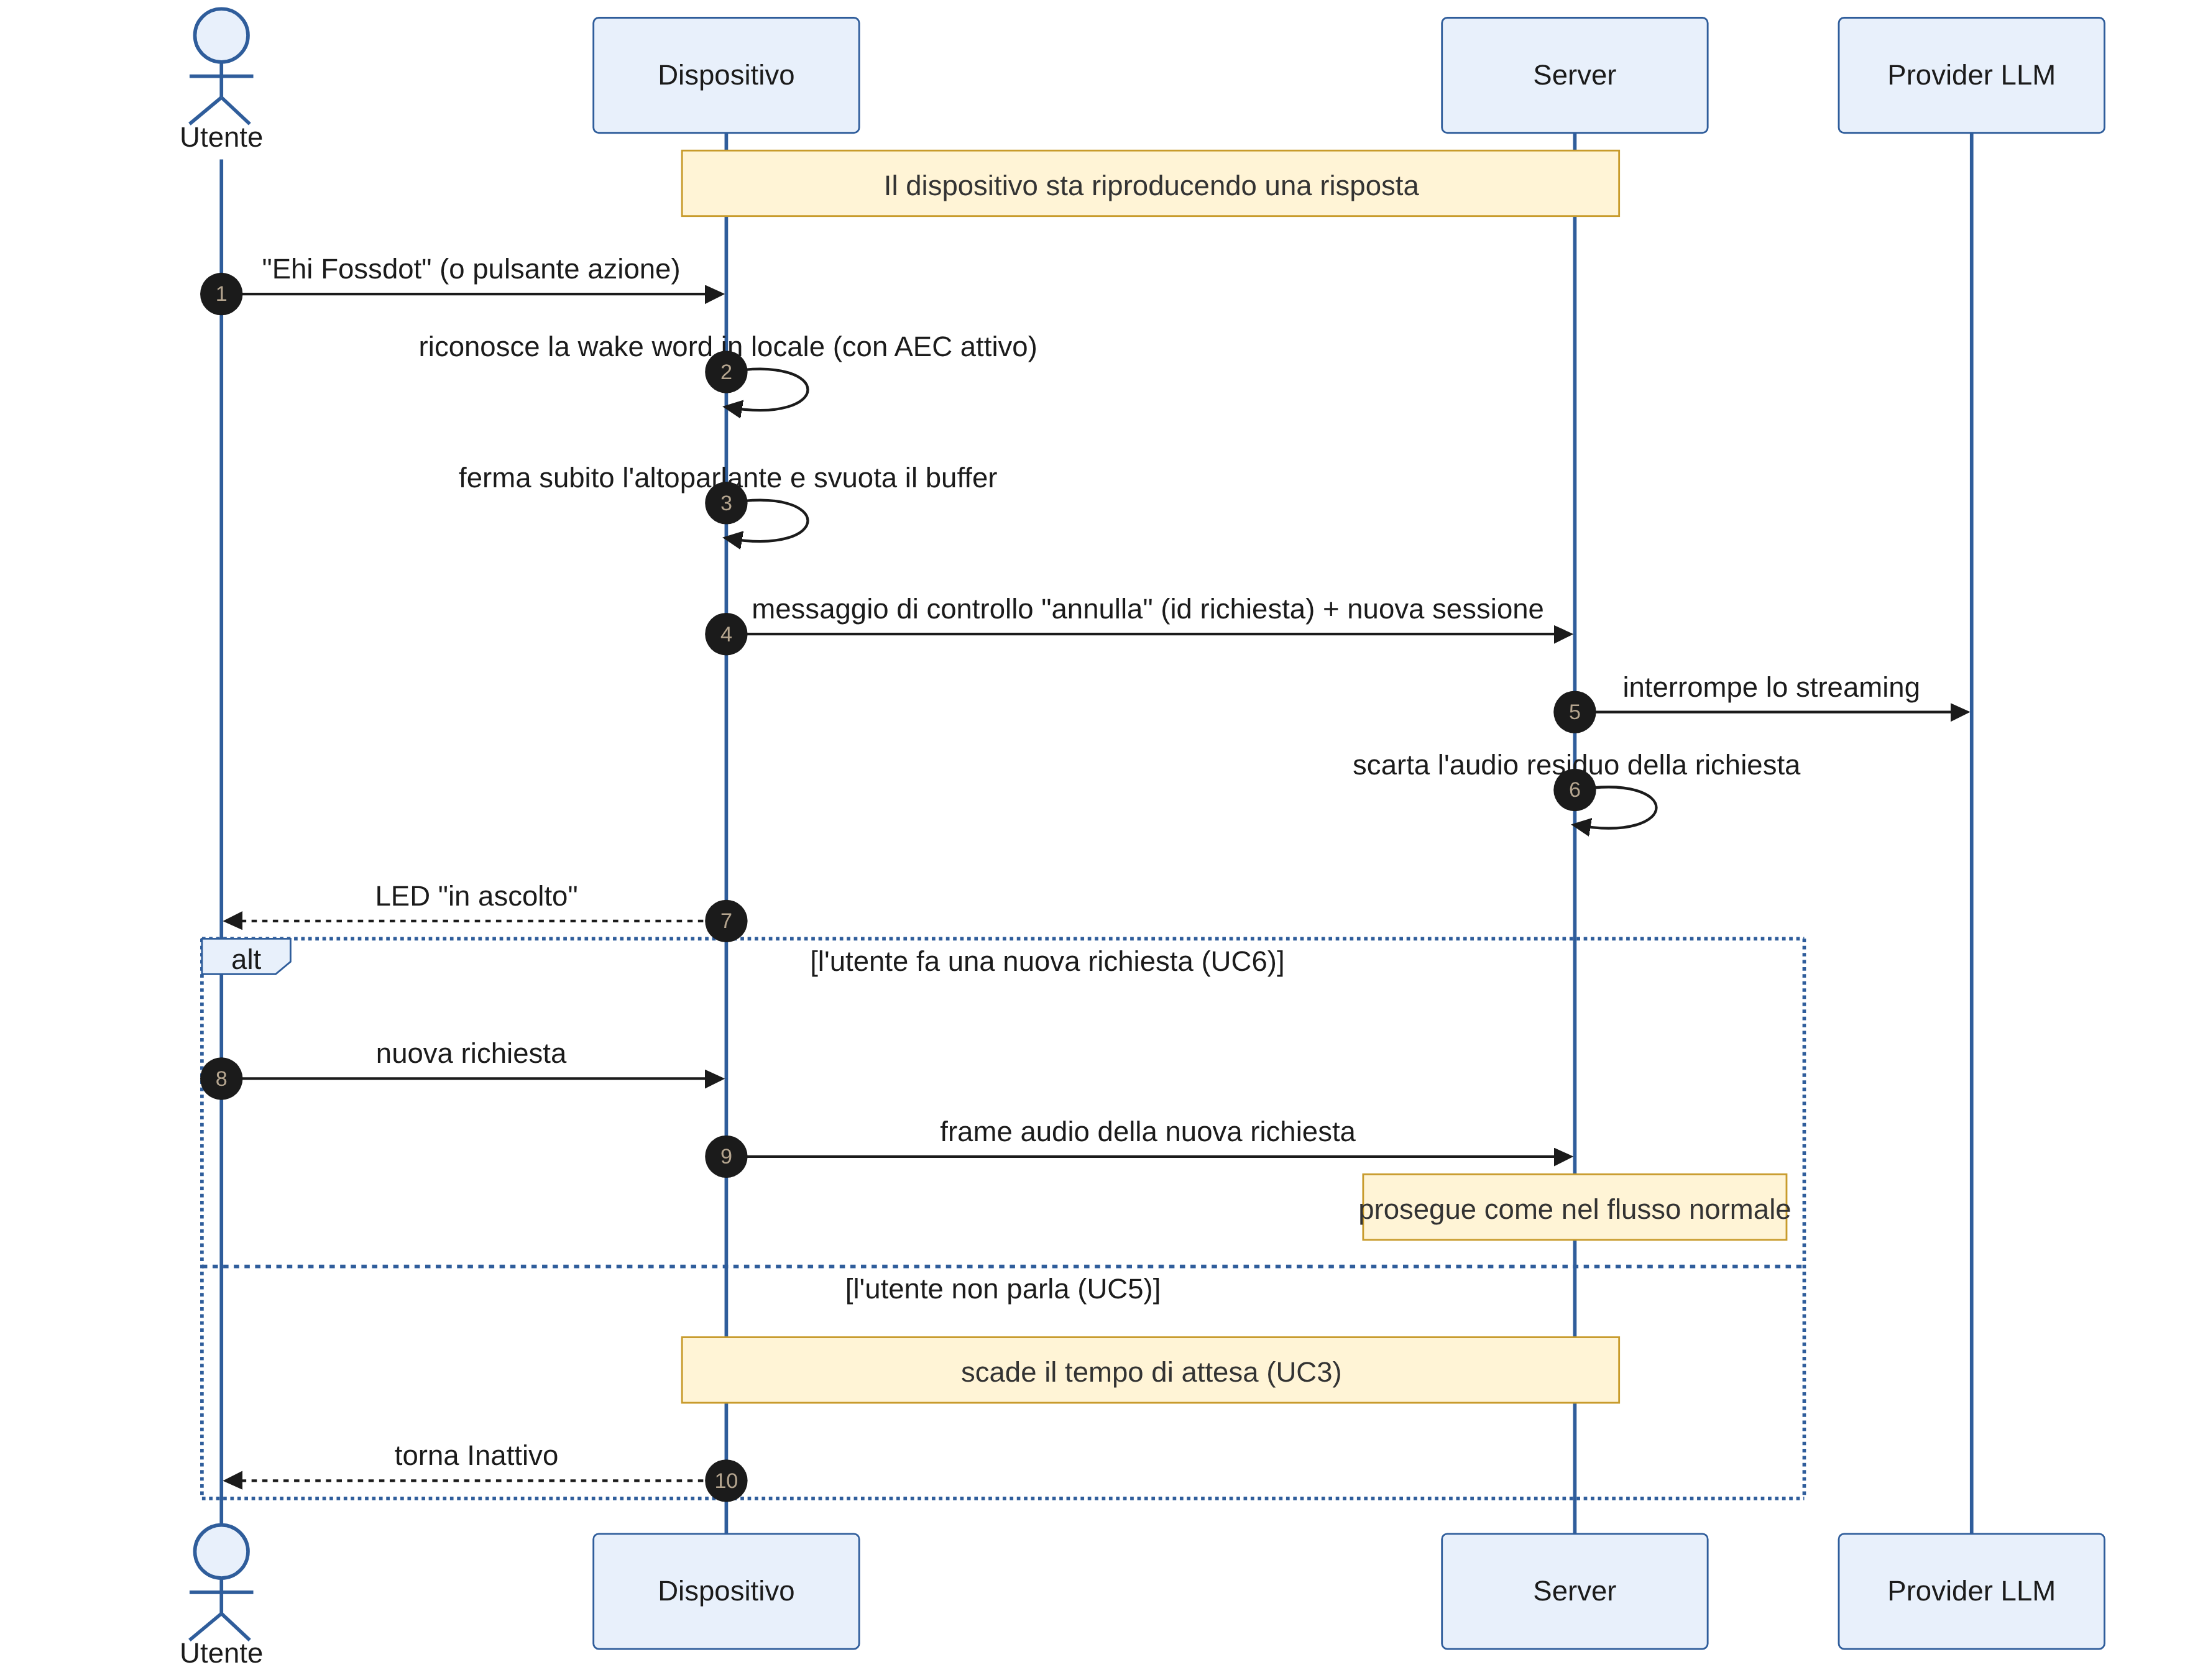 Utente
Dispositivo
Server
Provider LLM
Il dispositivo sta riproducendo una risposta
"Ehi Fossdot" (o pulsante azione)
1
riconosce la wake word in locale (con AEC attivo)
2
ferma subito l'altoparlante e svuota il buffer
3
messaggio di controllo "annulla" (id richiesta) + nuova sessione
4
interrompe lo streaming
5
scarta l'audio residuo della richiesta
6
LED "in ascolto"
7
alt
[l'utente fa una nuova richiesta (UC6)]
nuova richiesta
8
frame audio della nuova richiesta
9
prosegue come nel flusso normale
[l'utente non parla (UC5)]
scade il tempo di attesa (UC3)
torna Inattivo
10
Utente
Dispositivo
Server
Provider LLM